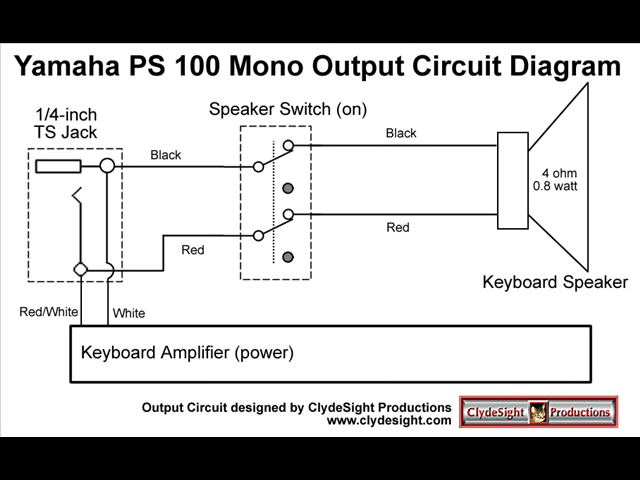 Yamaha PS 100 Mono Output Circuit Diagram
1/4-inch
TS Jack
Speaker Switch (on)
Black
Black
4 ohm
0.8 watt
Red
Red
Keyboard Speaker
Red/White
White
Keyboard Amplifier (power)
Output Circuit designed by ClydeSight Productions
www.clydesight.com
ClydeSight Productions